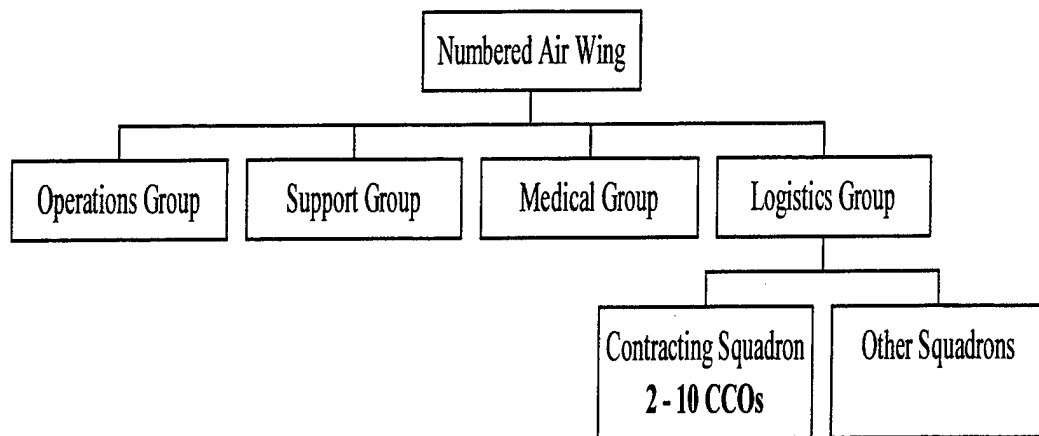 Numbered Air Wing
Operations Group
Support Group
Medical Group
Logistics Group
Contracting Squadron
2 - 10 CCOs
Other Squadrons